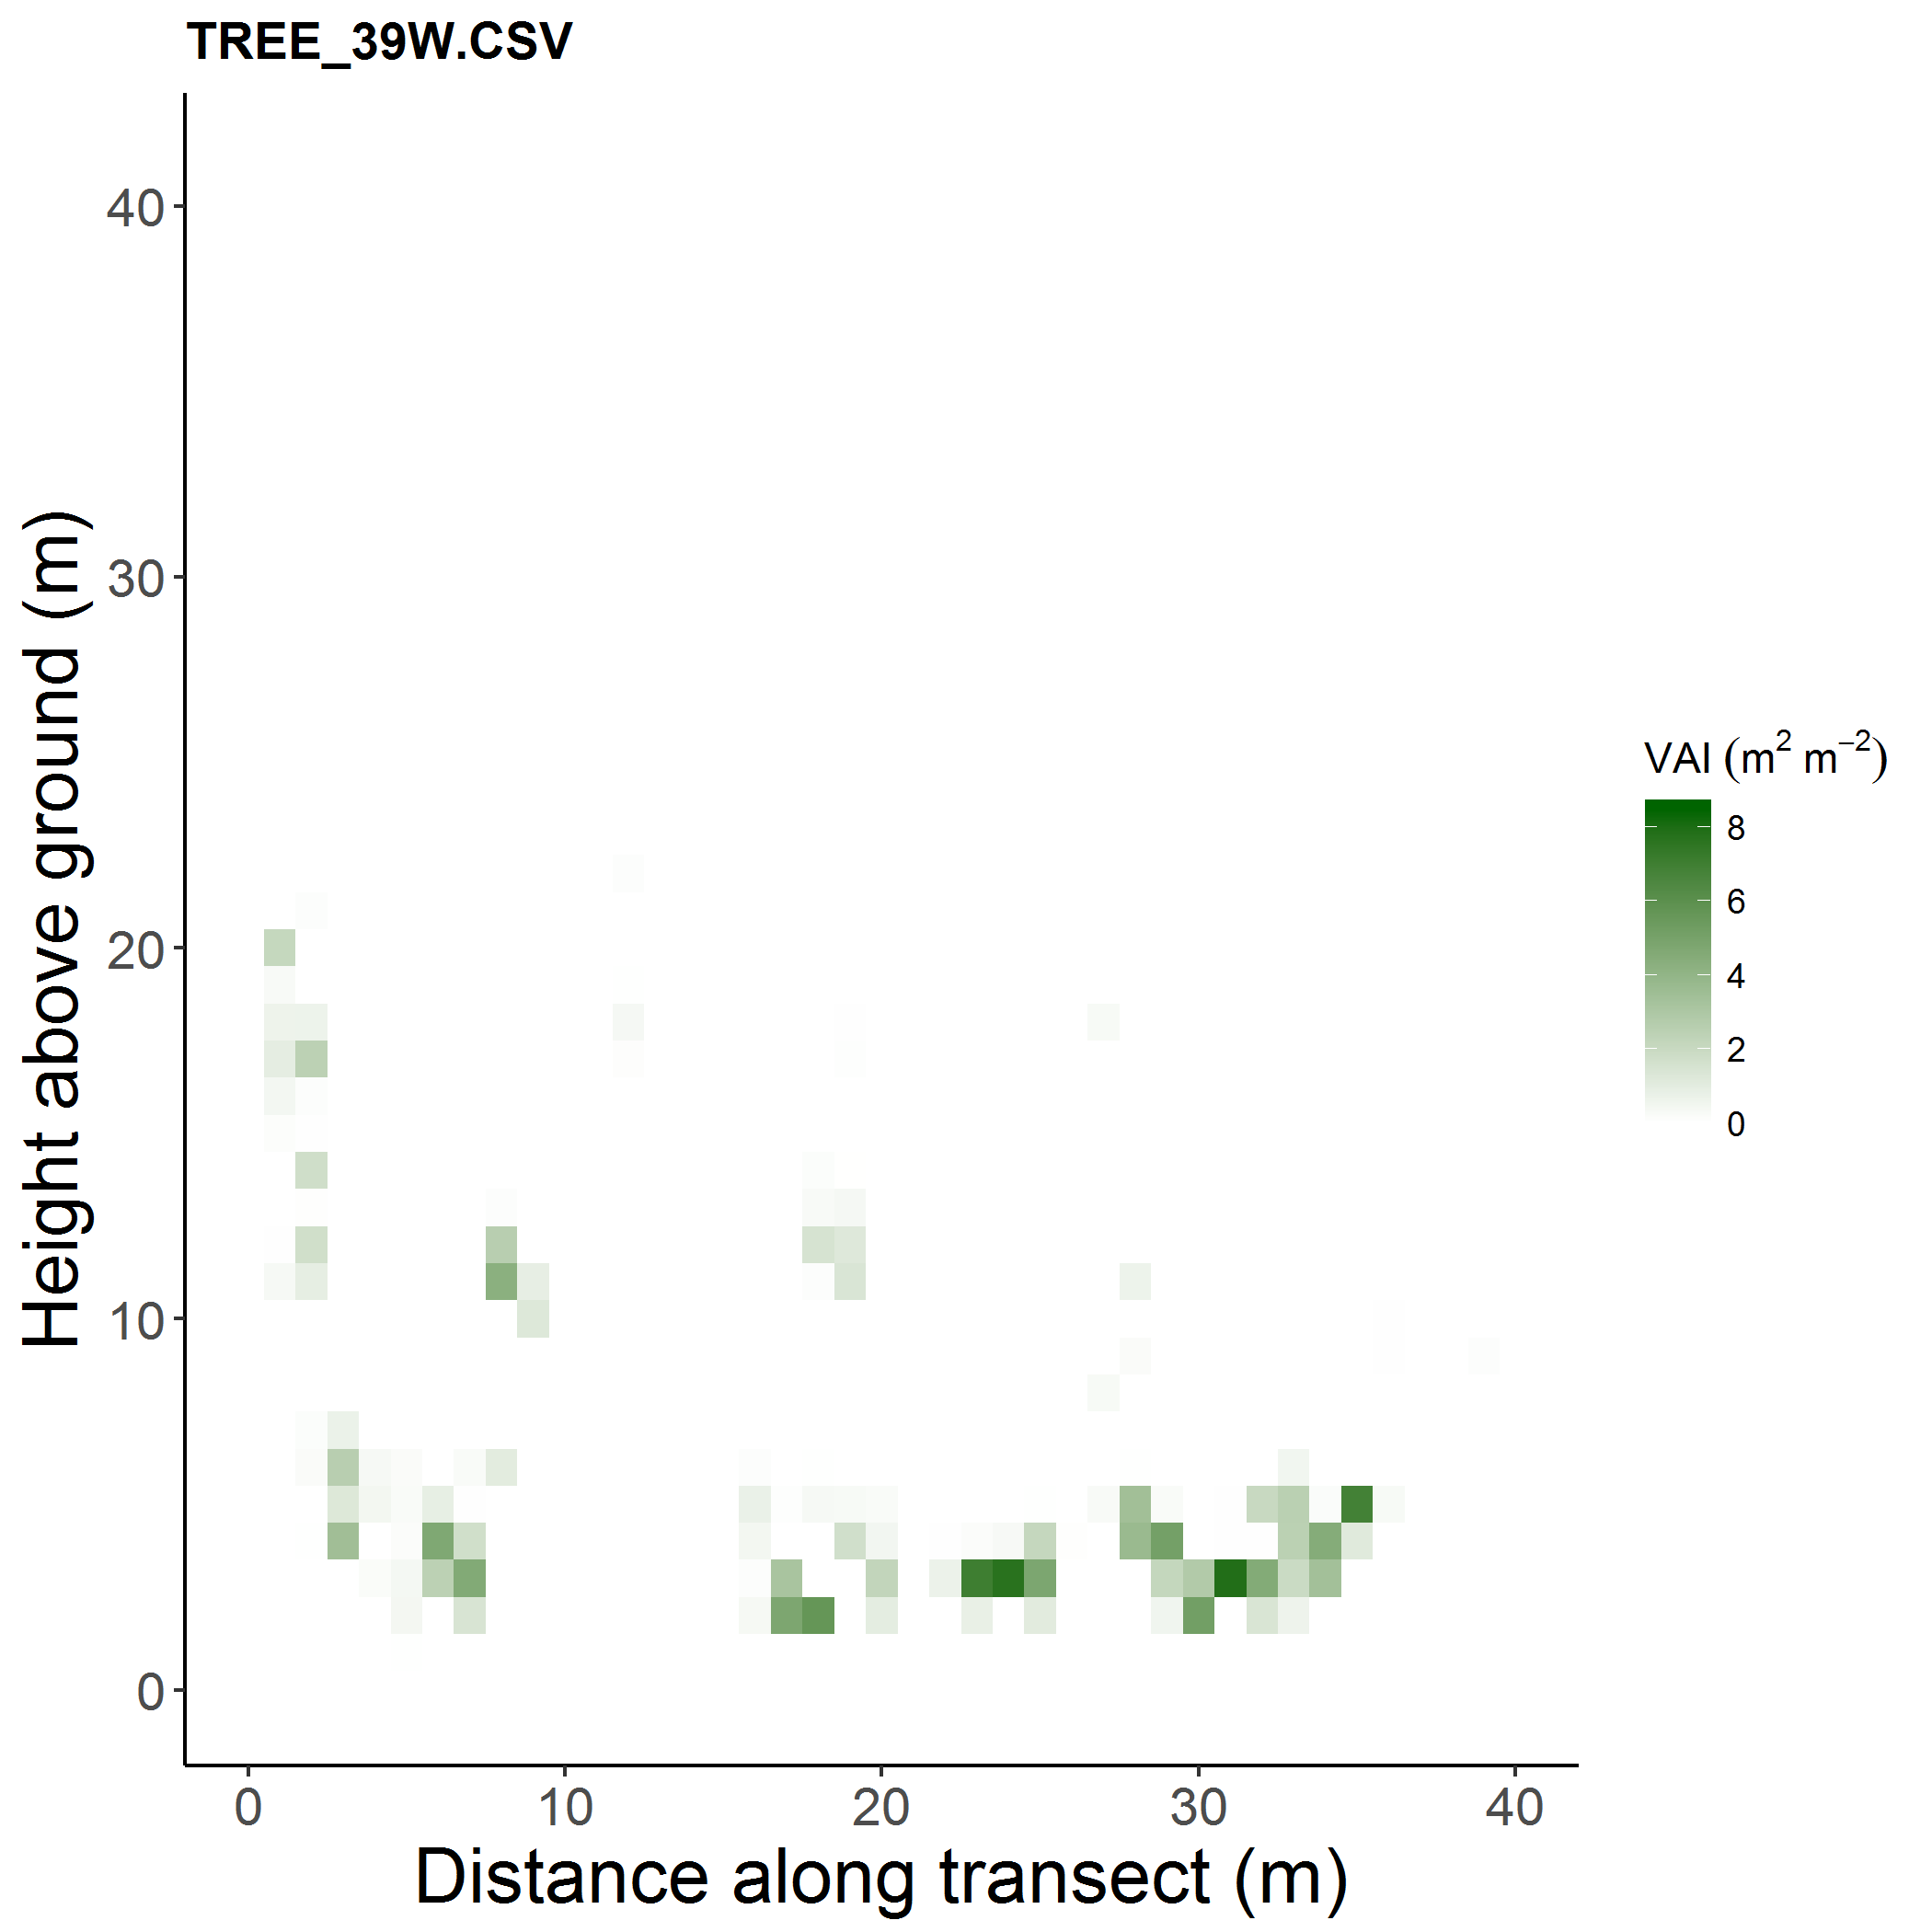 TREE_39W.CSV
Height above ground (m)
40
30
20
10
0
0 10 20 30 40
Distance along transect (m)
VAI (m² m⁻²)
8
6
4
2
0